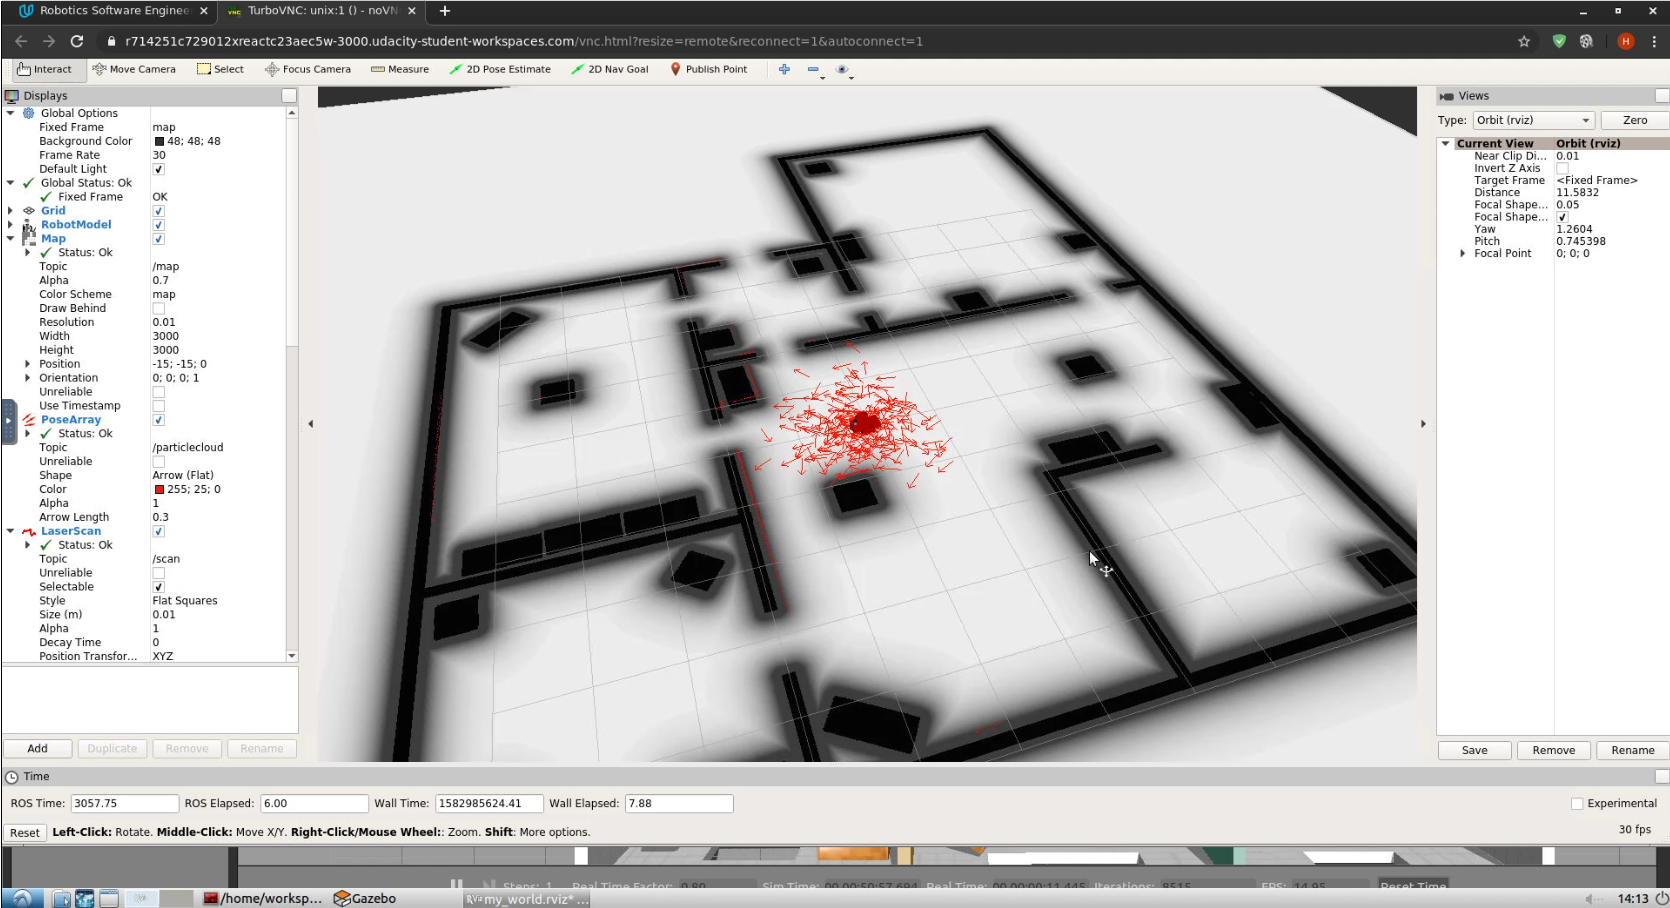 Robotics Software Enginee
TurboVNC: unix:1 () - noVN
r714251c729012xreactc23aec5w-3000.udacity-student-workspaces.com/vnc.html?resize=remote&reconnect=1&autoconnect=1
H
Interact Move Camera Select Focus Camera Measure 2D Pose Estimate 2D Nav Goal Publish Point
Displays
Global Options
Fixed Frame map
Background Color 48; 48; 48
Frame Rate 30
Default Light
Global Status: Ok
Fixed Frame OK
Grid
RobotModel
Map
Status: Ok
Topic /map
Alpha 0.7
Color Scheme map
Draw Behind
Resolution 0.01
Width 3000
Height 3000
Position -15; -15; 0
Orientation 0; 0; 0; 1
Unreliable
Use Timestamp
PoseArray
Status: Ok
Topic /particlecloud
Unreliable
Shape Arrow (Flat)
Color 255; 25; 0
Alpha 1
Arrow Length 0.3
LaserScan
Status: Ok
Topic /scan
Unreliable
Selectable
Style Flat Squares
Size (m) 0.01
Alpha 1
Decay Time 0
Position Transfor... XYZ
Add Duplicate Remove Rename
Views
Type: Orbit (rviz) Zero
Current View Orbit (rviz)
Near Clip Di... 0.01
Invert Z Axis
Target Frame <Fixed Frame>
Distance 11.5832
Focal Shape... 0.05
Focal Shape...
Yaw 1.2604
Pitch 0.745398
Focal Point 0; 0; 0
Save Remove Rename
Time
ROS Time: 3057.75 ROS Elapsed: 6.00 Wall Time: 1582985624.41 Wall Elapsed: 7.88 Experimental
Reset Left-Click: Rotate. Middle-Click: Move X/Y. Right-Click/Mouse Wheel:: Zoom. Shift: More options. 30 fps
Steps: 1 Real Time Factor: 0.80 Sim Time: 00:00:50:57.694 Real Time: 00:00:00:11.445 Iterations: 8515 FPS: 14.95 Reset Time
/home/worksp... Gazebo my_world.rviz* ... 14:13